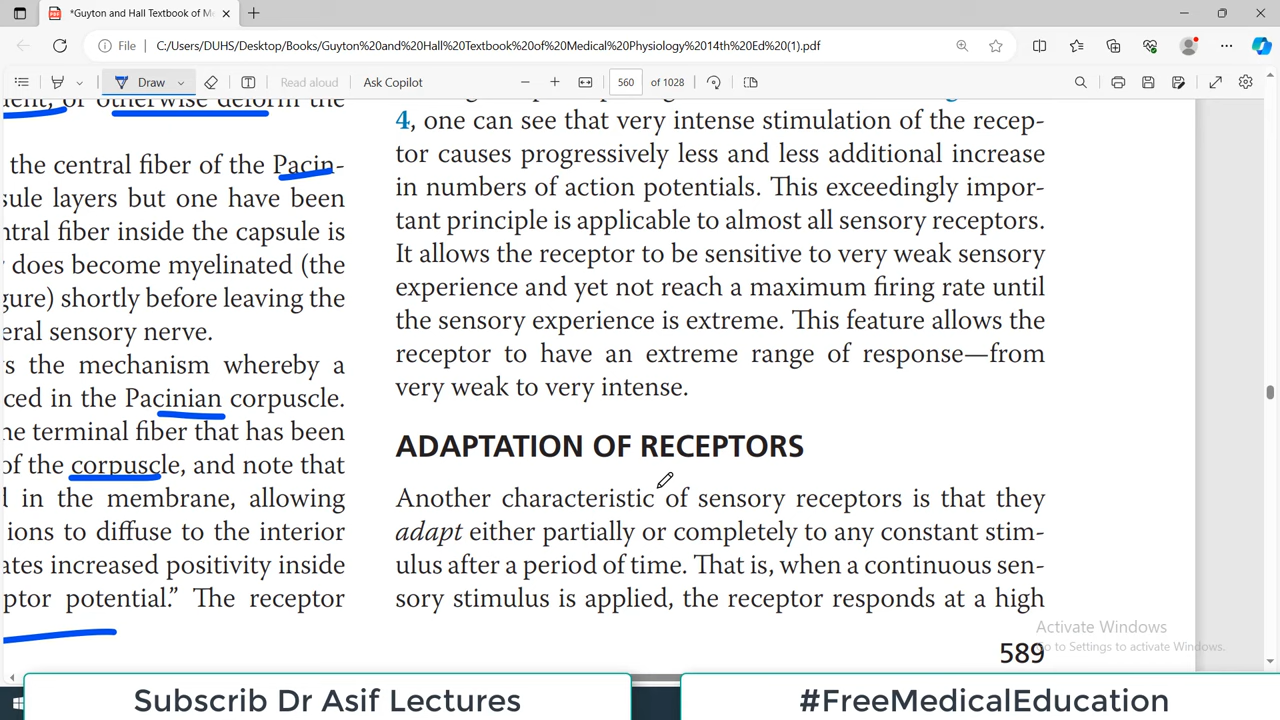 *Guyton and Hall Textbook of Me
File
C:/Users/DUHS/Desktop/Books/Guyton%20and%20Hall%20Textbook%20of%20Medical%20Physiology%2014th%20Ed%20(1).pdf
Draw
Read aloud
Ask Copilot
560 of 1028
otherwise deform the
the central fiber of the Pacin-
sule layers but one have been
ntral fiber inside the capsule is
does become myelinated (the
gure) shortly before leaving the
eral sensory nerve.
s the mechanism whereby a
ced in the Pacinian corpuscle.
he terminal fiber that has been
of the corpuscle, and note that
d in the membrane, allowing
ions to diffuse to the interior
ates increased positivity inside
ptor potential.” The receptor
4, one can see that very intense stimulation of the recep-
tor causes progressively less and less additional increase
in numbers of action potentials. This exceedingly impor-
tant principle is applicable to almost all sensory receptors.
It allows the receptor to be sensitive to very weak sensory
experience and yet not reach a maximum firing rate until
the sensory experience is extreme. This feature allows the
receptor to have an extreme range of response—from
very weak to very intense.
ADAPTATION OF RECEPTORS
Another characteristic of sensory receptors is that they
adapt either partially or completely to any constant stim-
ulus after a period of time. That is, when a continuous sen-
sory stimulus is applied, the receptor responds at a high
589
Activate Windows
Go to Settings to activate Windows.
Subscrib Dr Asif Lectures
#FreeMedicalEducation